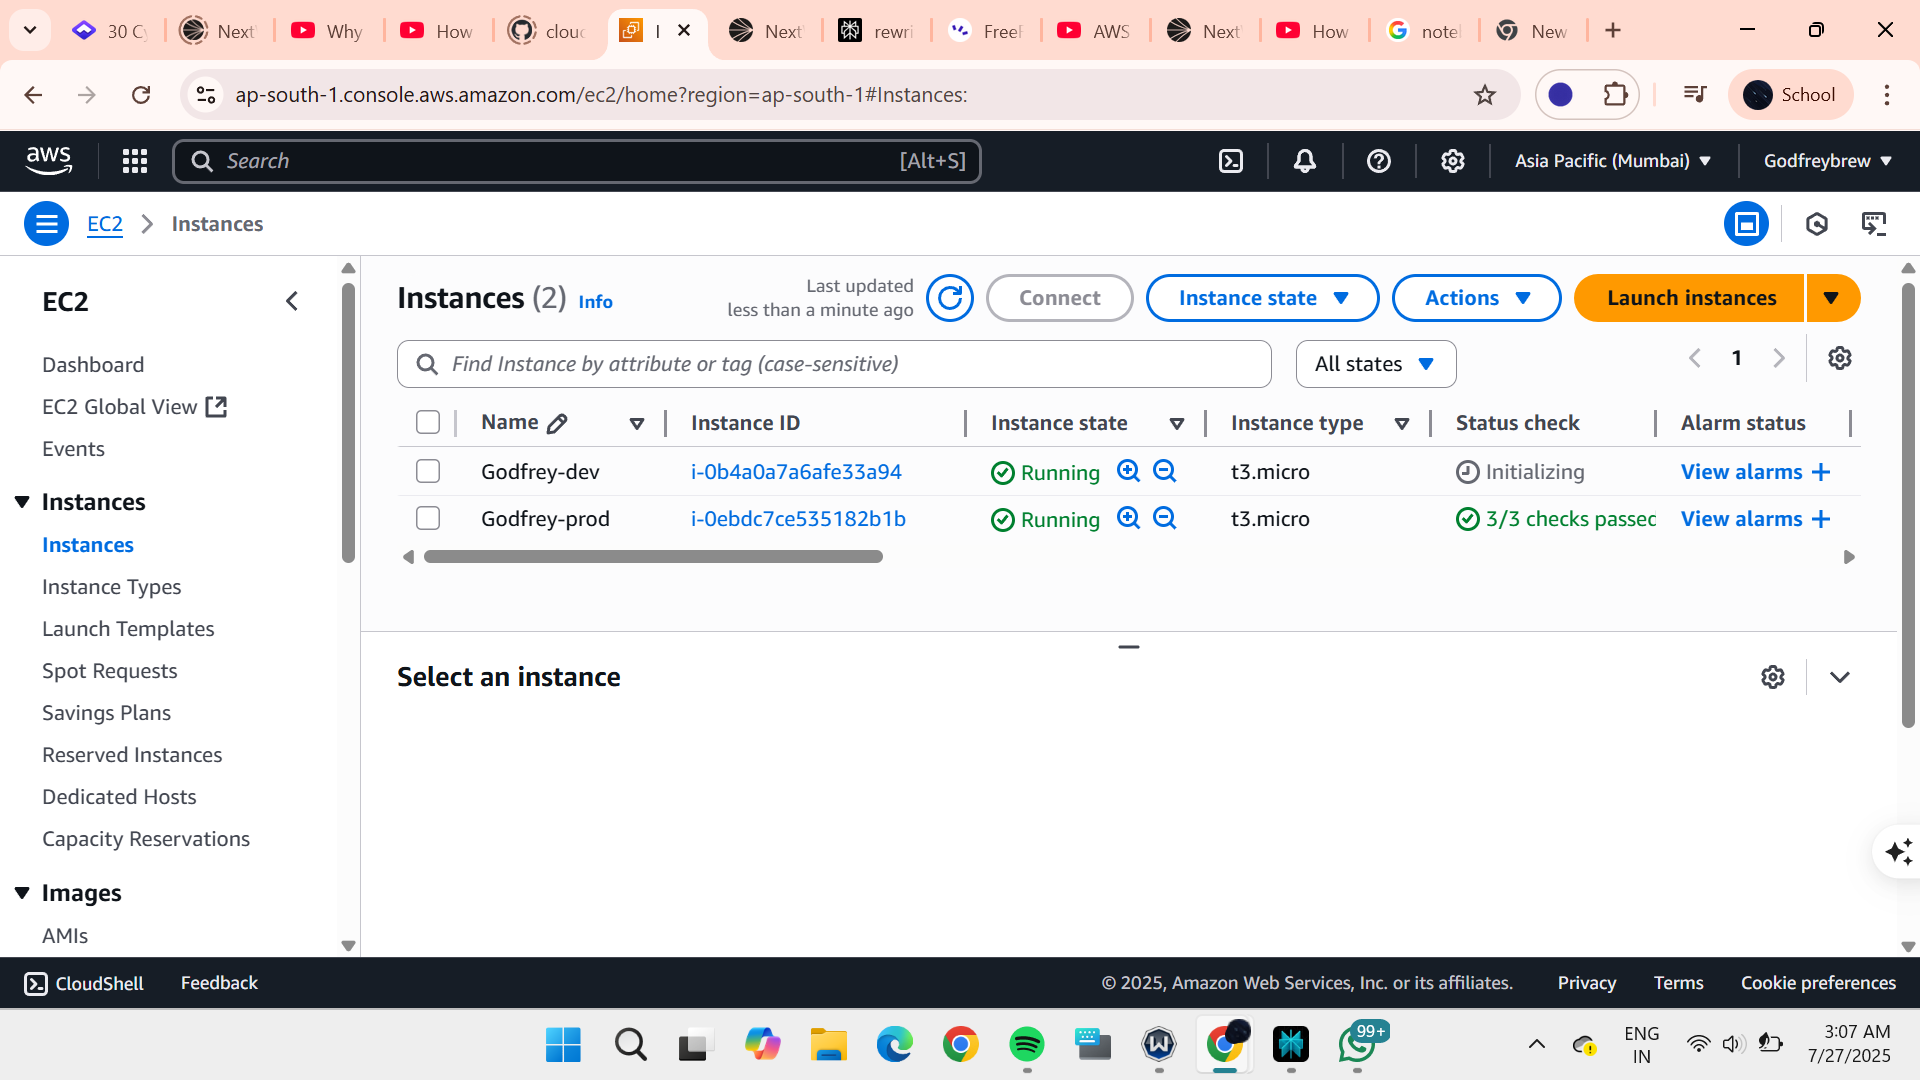 30 Cy
Next
Why
How
cloud
I
Next
rewri
FreeF
AWS
Next
How
notel
New
ap-south-1.console.aws.amazon.com/ec2/home?region=ap-south-1#Instances:
School
aws
Search
[Alt+S]
Asia Pacific (Mumbai)
Godfreybrew
EC2
Instances
EC2
Dashboard
EC2 Global View
Events
Instances
Instances
Instance Types
Launch Templates
Spot Requests
Savings Plans
Reserved Instances
Dedicated Hosts
Capacity Reservations
Images
AMIs
Instances (2) Info
Last updated
less than a minute ago
Connect
Instance state
Actions
Launch instances
Find Instance by attribute or tag (case-sensitive)
All states
1
Name Instance ID Instance state Instance type Status check Alarm status
Godfrey-dev i-0b4a0a7a6afe33a94 Running t3.micro Initializing View alarms +
Godfrey-prod i-0ebdc7ce535182b1b Running t3.micro 3/3 checks passed View alarms +
Select an instance
CloudShell
Feedback
© 2025, Amazon Web Services, Inc. or its affiliates.
Privacy
Terms
Cookie preferences
99+
ENG
IN
3:07 AM
7/27/2025